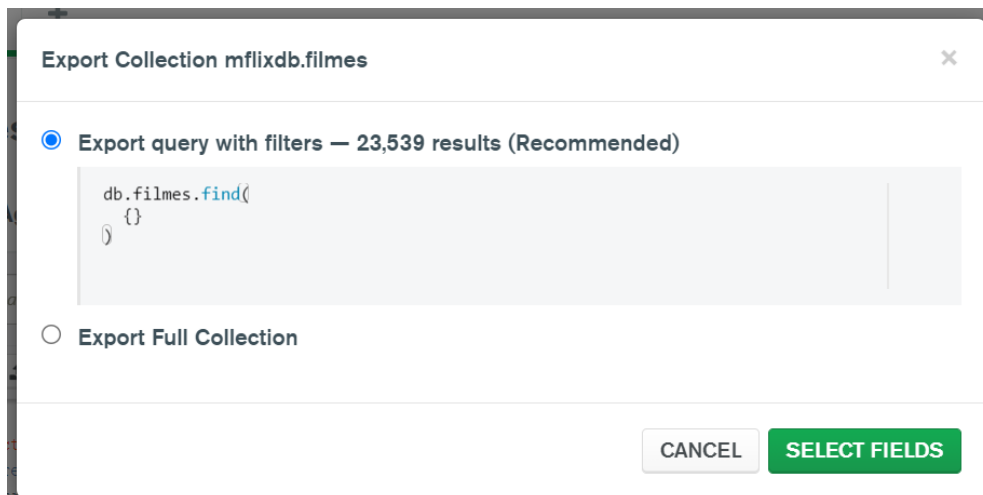 Export Collection mflixdb.filmes
×
Export query with filters — 23,539 results (Recommended)
db.filmes.find(
{}
)
Export Full Collection
CANCEL
SELECT FIELDS